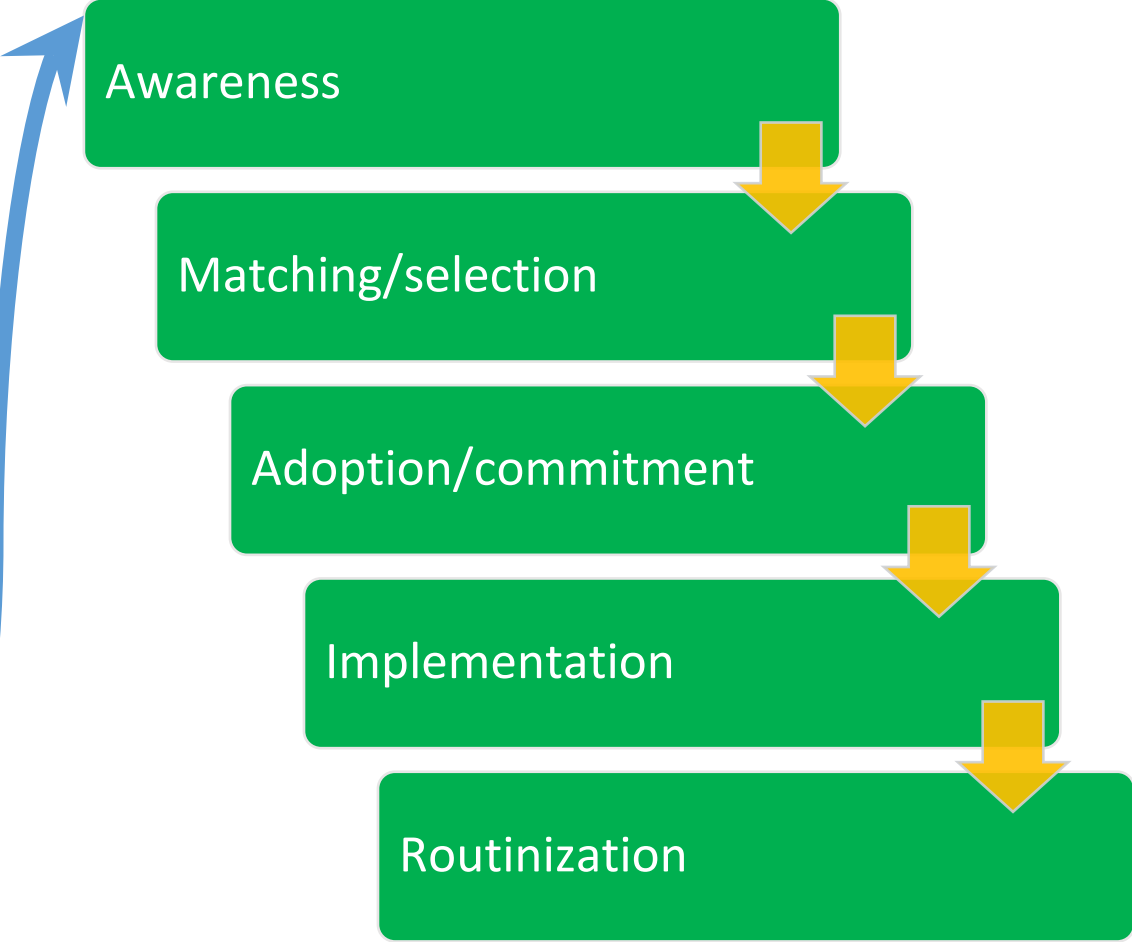 Awareness
Matching/selection
Adoption/commitment
Implementation
Routinization